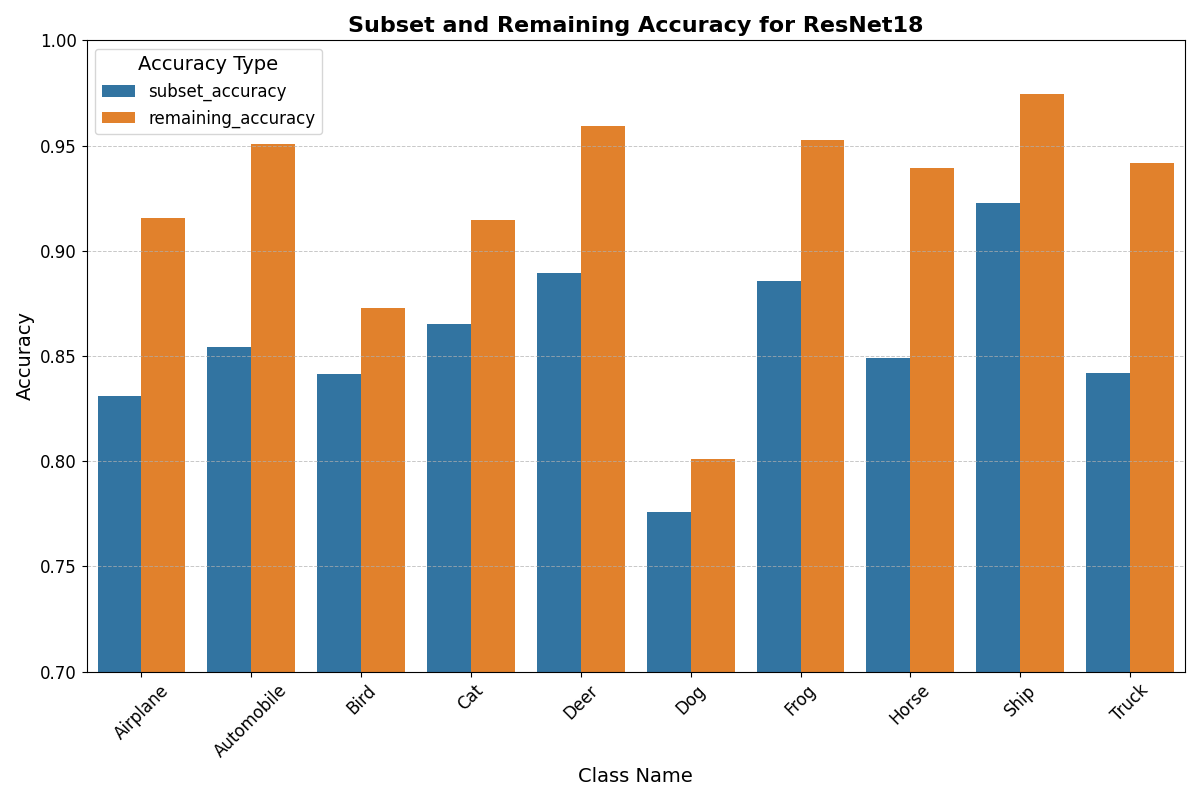 Subset and Remaining Accuracy for ResNet18
Accuracy Type
subset_accuracy
remaining_accuracy
Accuracy
1.00
0.95
0.90
0.85
0.80
0.75
0.70
Airplane
Automobile
Bird
Cat
Deer
Dog
Frog
Horse
Ship
Truck
Class Name